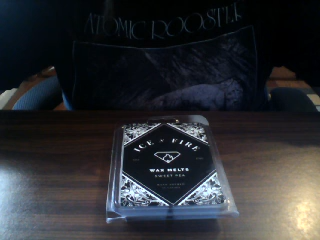 ATOMIC ROOSTER
ICE & FIRE
WAX MELTS
SWEET PEA